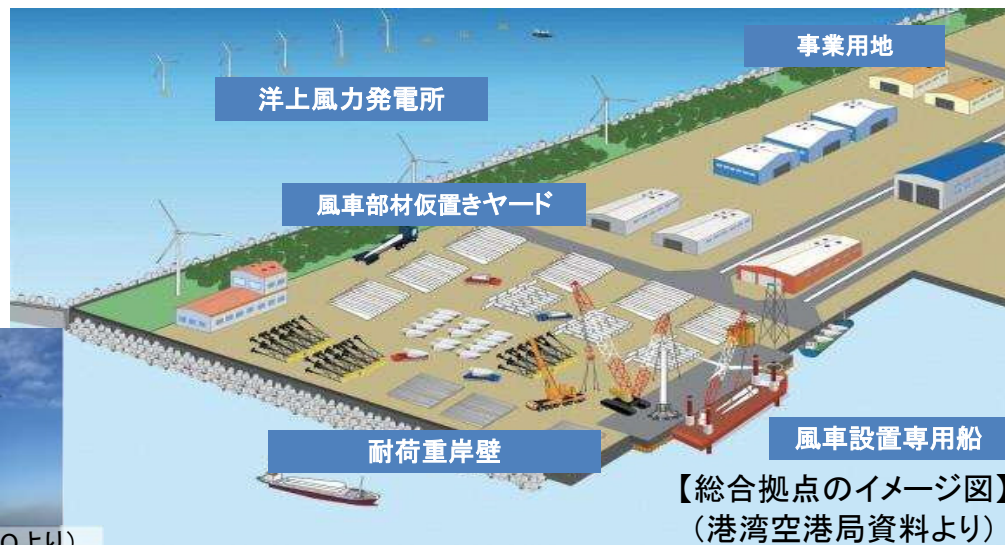 事業用地
洋上風力発電所
風車部材仮置きヤード
耐荷重岸壁
風車設置専用船
【総合拠点のイメージ図】
（港湾空港局資料より）
より）